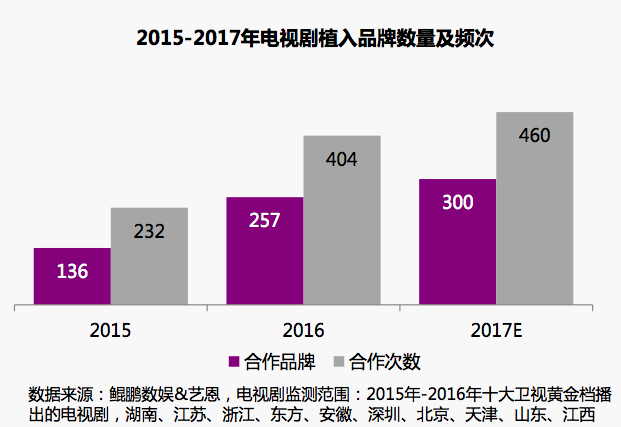 2015-2017年电视剧植入品牌数量及频次
460
404
300
257
232
136
2015
2016
2017E
合作品牌
合作次数
数据来源：鲲鹏数娱&艺恩，电视剧监测范围：2015年-2016年十大卫视黄金档播
出的电视剧，湖南、江苏、浙江、东方、安徽、深圳、北京、天津、山东、江西